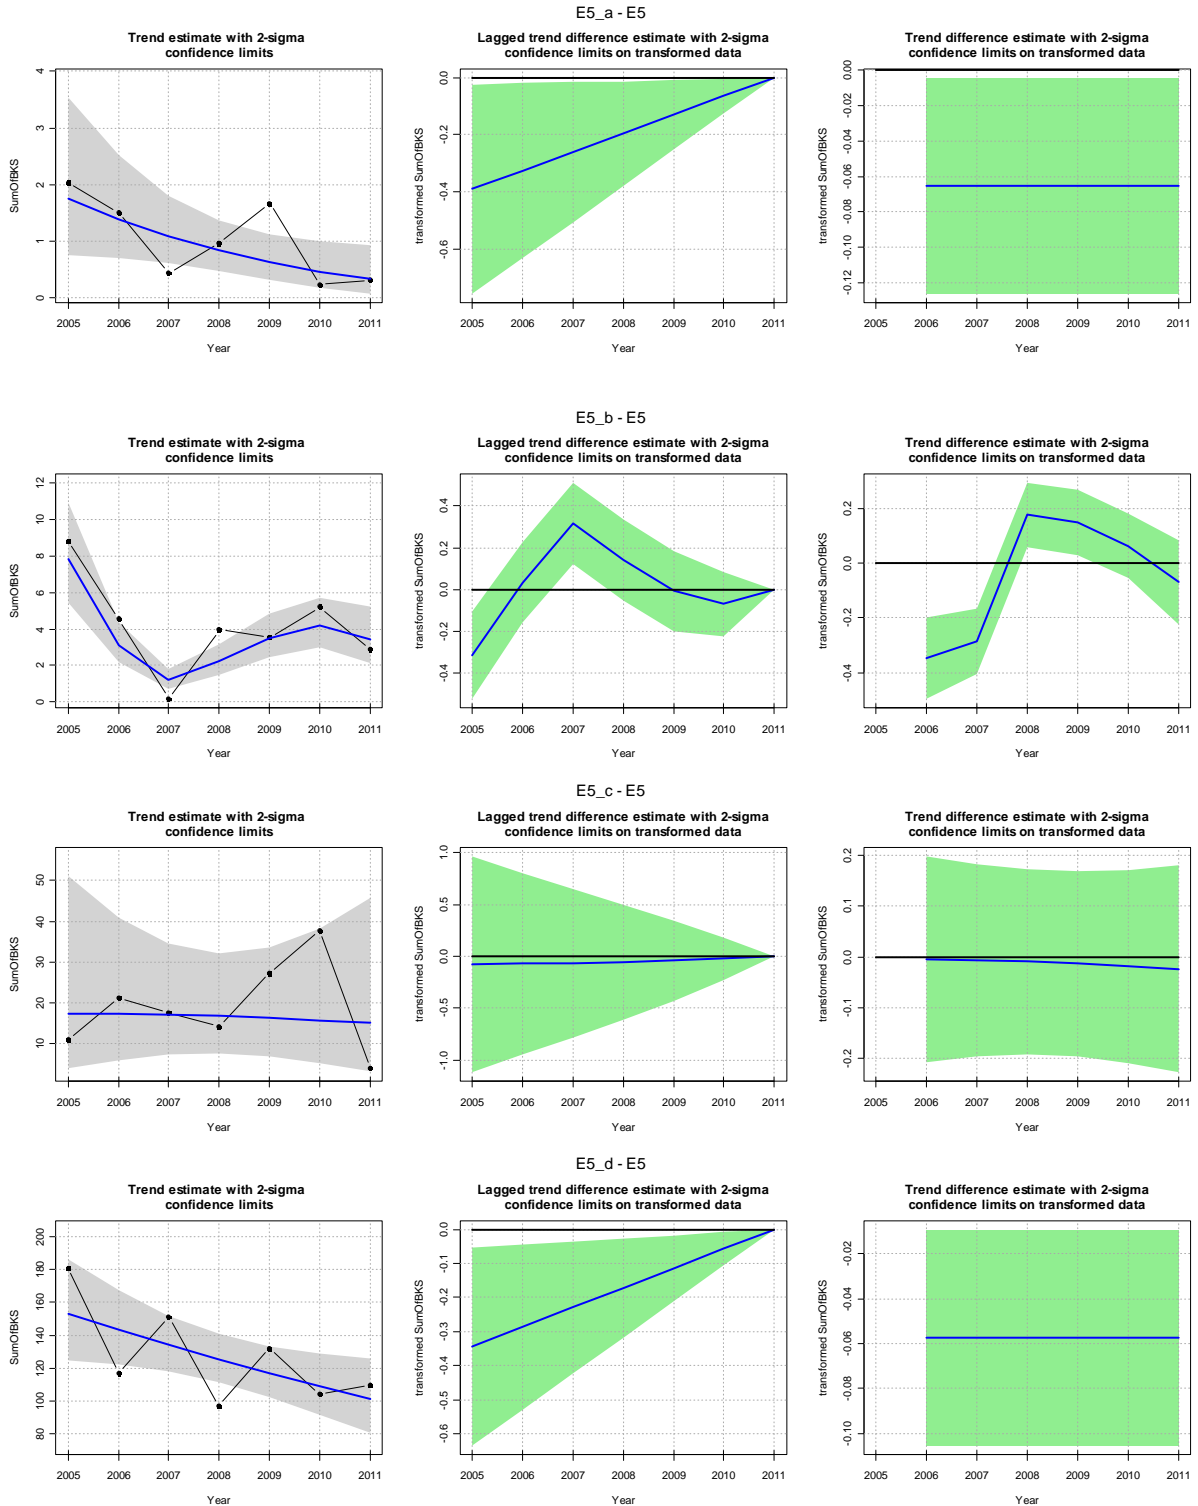 E5_a - E5
Trend estimate with 2-sigma
confidence limits
SumOfBKS
4
3
2
1
0
2005 2006 2007 2008 2009 2010 2011
Year
Lagged trend difference estimate with 2-sigma
confidence limits on transformed data
transformed SumOfBKS
0.0
-0.2
-0.4
-0.6
2005 2006 2007 2008 2009 2010 2011
Year
Trend difference estimate with 2-sigma
confidence limits on transformed data
transformed SumOfBKS
0.00
-0.02
-0.04
-0.06
-0.08
-0.10
-0.12
2005 2006 2007 2008 2009 2010 2011
Year
E5_b - E5
Trend estimate with 2-sigma
confidence limits
SumOfBKS
12
10
8
6
4
2
0
2005 2006 2007 2008 2009 2010 2011
Year
Lagged trend difference estimate with 2-sigma
confidence limits on transformed data
transformed SumOfBKS
0.4
0.2
0.0
-0.2
-0.4
2005 2006 2007 2008 2009 2010 2011
Year
Trend difference estimate with 2-sigma
confidence limits on transformed data
transformed SumOfBKS
0.2
0.0
-0.2
-0.4
2005 2006 2007 2008 2009 2010 2011
Year
E5_c - E5
Trend estimate with 2-sigma
confidence limits
SumOfBKS
50
40
30
20
10
2005 2006 2007 2008 2009 2010 2011
Year
Lagged trend difference estimate with 2-sigma
confidence limits on transformed data
transformed SumOfBKS
1.0
0.5
0.0
-0.5
-1.0
2005 2006 2007 2008 2009 2010 2011
Year
Trend difference estimate with 2-sigma
confidence limits on transformed data
transformed SumOfBKS
0.2
0.1
0.0
-0.1
-0.2
2005 2006 2007 2008 2009 2010 2011
Year
E5_d - E5
Trend estimate with 2-sigma
confidence limits
SumOfBKS
200
180
160
140
120
100
80
2005 2006 2007 2008 2009 2010 2011
Year
Lagged trend difference estimate with 2-sigma
confidence limits on transformed data
transformed SumOfBKS
0.0
-0.1
-0.2
-0.3
-0.4
-0.5
-0.6
2005 2006 2007 2008 2009 2010 2011
Year
Trend difference estimate with 2-sigma
confidence limits on transformed data
transformed SumOfBKS
-0.02
-0.04
-0.06
-0.08
-0.10
2005 2006 2007 2008 2009 2010 2011
Year